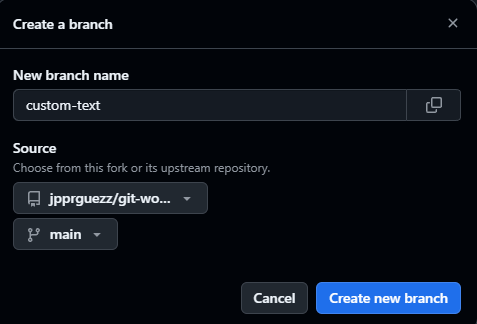 Create a branch
New branch name
custom-text
Source
Choose from this fork or its upstream repository.
jpprguezz/git-wo...
main
Cancel Create new branch